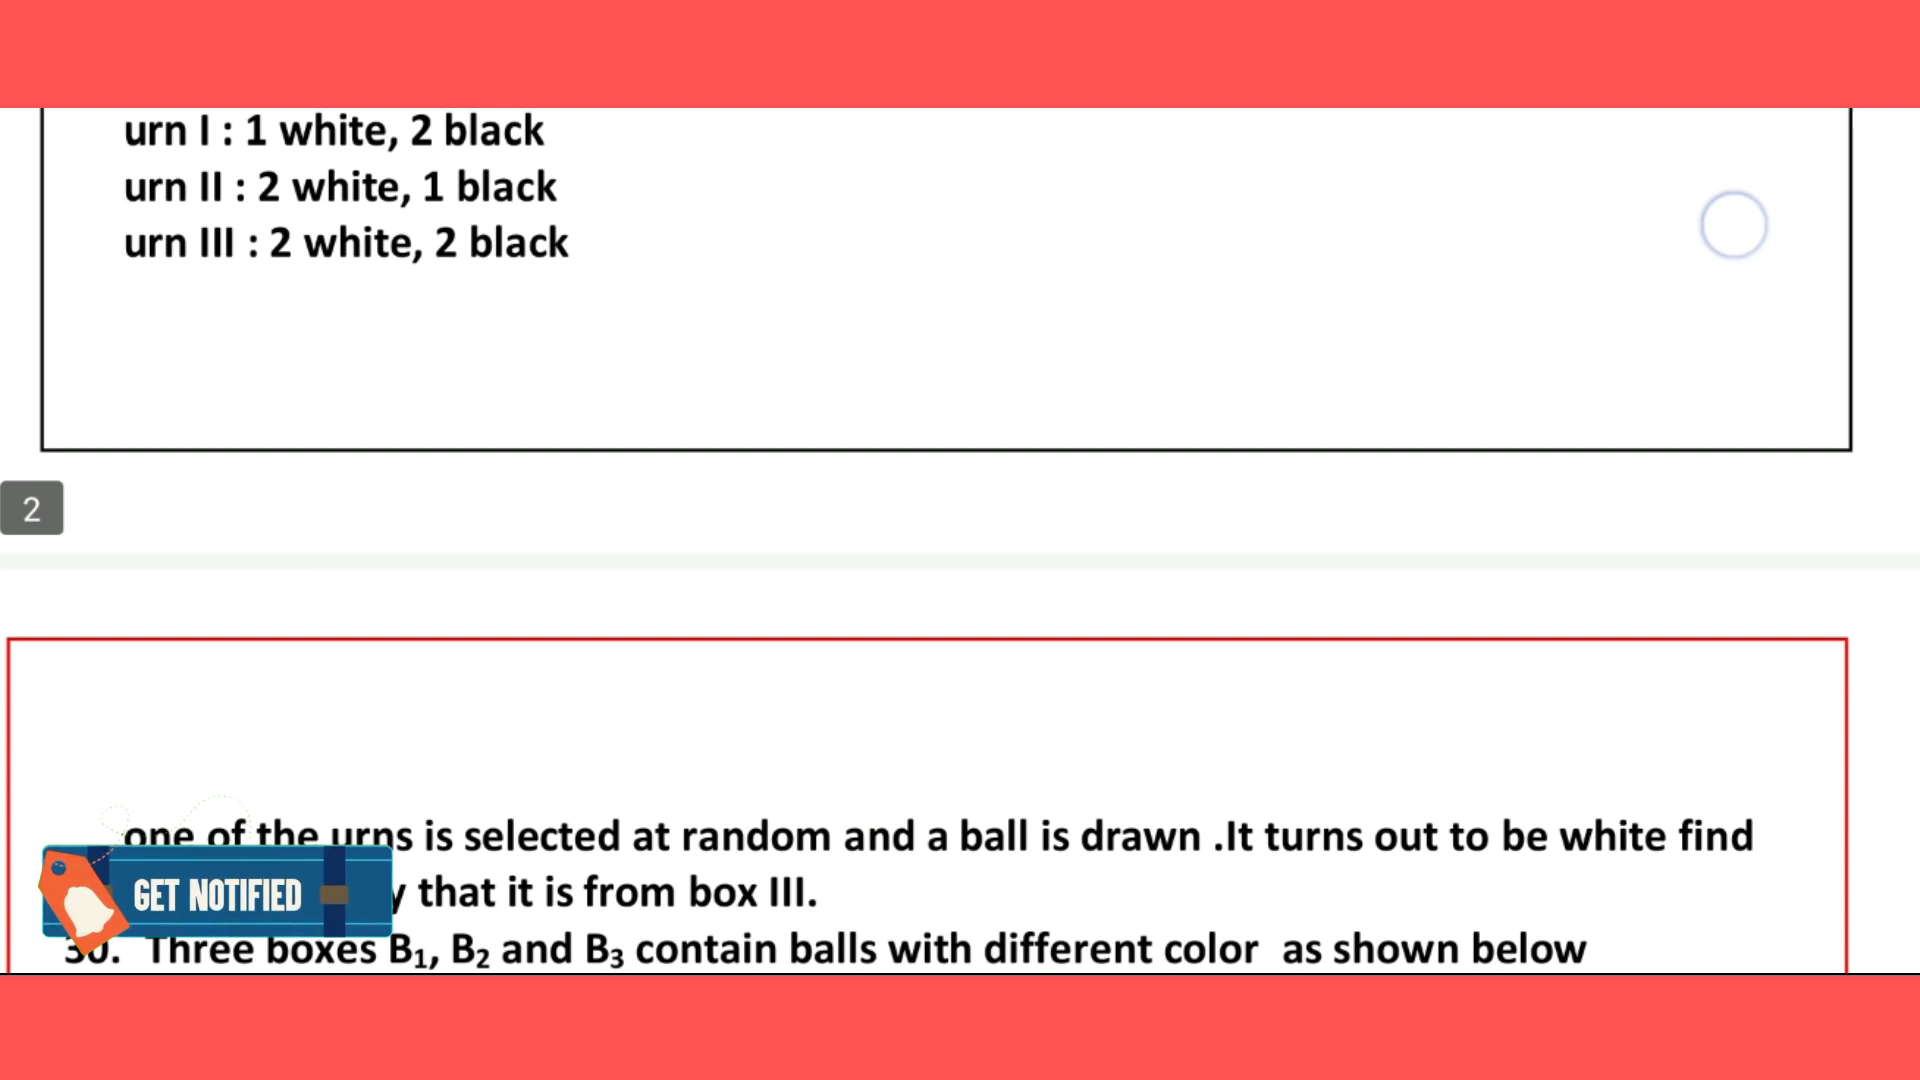 urn I : 1 white, 2 black
urn II : 2 white, 1 black
urn III : 2 white, 2 black
2
one of the urns is selected at random and a ball is drawn .It turns out to be white find
that it is from box III.
GET NOTIFIED
30. Three boxes B₁, B₂ and B₃ contain balls with different color as shown below